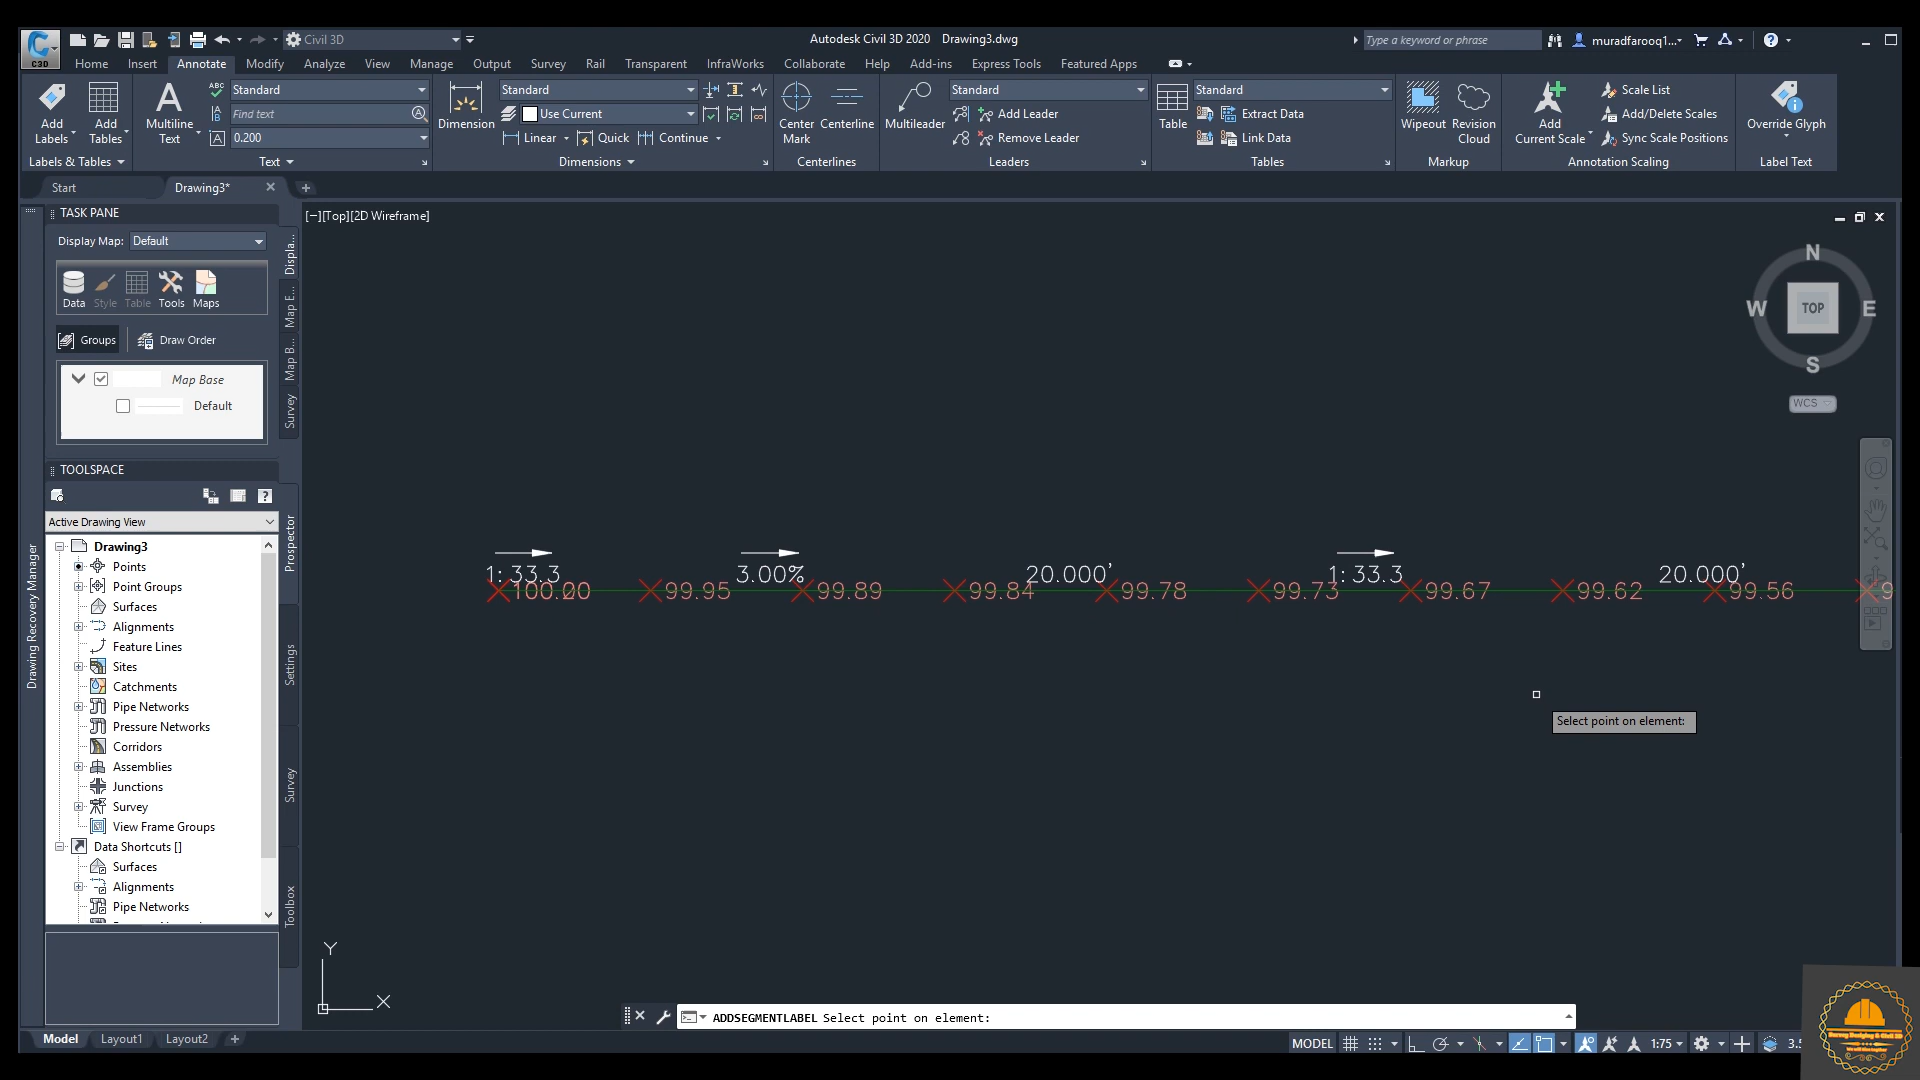 C3D
Civil 3D
Autodesk Civil 3D 2020 Drawing3.dwg
Type a keyword or phrase
muradfarooq1...
Home Insert Annotate Modify Analyze View Manage Output Survey Rail Transparent InfraWorks Collaborate Help Add-ins Express Tools Featured Apps
Add Labels
Add Tables
Labels & Tables
Multiline Text
ABC
Standard
Find text
0.200
Text
Dimension
Standard
Use Current
Linear Quick Continue
Dimensions
Center Mark
Centerline
Centerlines
Multileader
Standard
Add Leader
Remove Leader
Leaders
Table
Standard
Extract Data
Link Data
Tables
Wipeout
Revision Cloud
Markup
Add Current Scale
Scale List
Add/Delete Scales
Sync Scale Positions
Annotation Scaling
Override Glyph
Label Text
Start
Drawing3*
TASK PANE
Display Map: Default
Data Style Table Tools Maps
Groups Draw Order
Map Base
Default
Displa...
Map E...
Map B...
Survey
TOOLSPACE
Active Drawing View
Drawing3
Points
Point Groups
Surfaces
Alignments
Feature Lines
Sites
Catchments
Pipe Networks
Pressure Networks
Corridors
Assemblies
Junctions
Survey
View Frame Groups
Data Shortcuts []
Surfaces
Alignments
Pipe Networks
Prospector
Settings
Survey
Toolbox
Drawing Recovery Manager
[−][Top][2D Wireframe]
N
W TOP E
S
WCS
1:33.3 3.00% 20.000' 1:33.3 20.000'
99.95 99.89 99.84 99.78 99.73 99.67 99.62 99.56 9
Select point on element:
Y
X
ADDSEGMENTLABEL Select point on element:
Model Layout1 Layout2
MODEL 1:75 3.5